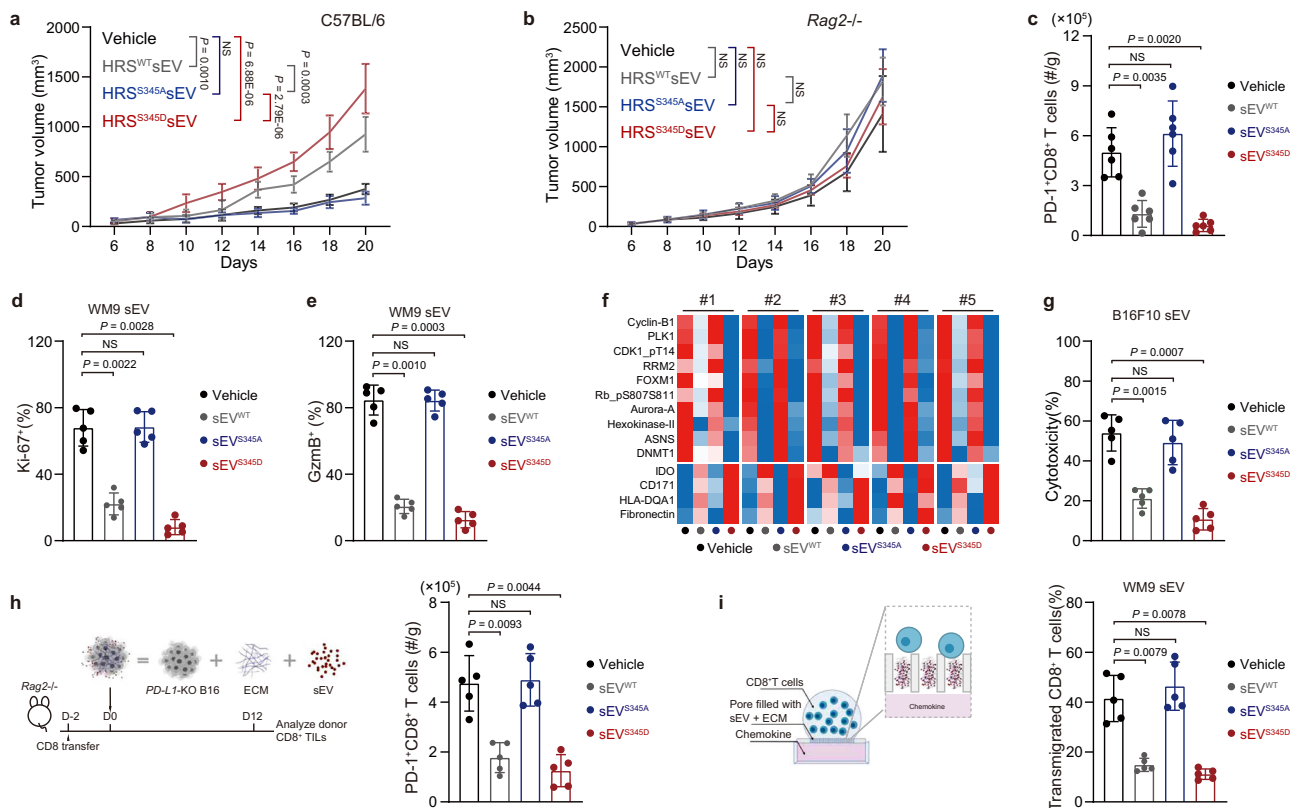 a
C57BL/6
Vehicle
HRS^WT sEV
HRS^S345A sEV
HRS^S345D sEV
P = 0.0010
NS
P = 6.88E-06
P = 0.0003
P = 2.79E-06
Tumor volume (mm³)
2000
1500
1000
500
0
6 8 10 12 14 16 18 20
Days
b
Rag2-/-
Vehicle
HRS^WT sEV
HRS^S345A sEV
HRS^S345D sEV
NS
NS
NS
NS
NS
Tumor volume (mm³)
2500
2000
1500
1000
500
0
6 8 10 12 14 16 18 20
Days
c
(×10⁵)
P = 0.0020
NS
P = 0.0035
PD-1⁺CD8⁺ T cells (#/g)
12
9
6
3
0
Vehicle
sEV^WT
sEV^S345A
sEV^S345D
d
WM9 sEV
P = 0.0028
NS
P = 0.0022
Ki-67⁺(%)
120
80
40
0
Vehicle
sEV^WT
sEV^S345A
sEV^S345D
e
WM9 sEV
P = 0.0003
NS
P = 0.0010
GzmB⁺ (%)
120
80
40
0
Vehicle
sEV^WT
sEV^S345A
sEV^S345D
f
#1 #2 #3 #4 #5
Cyclin-B1
PLK1
CDK1_pT14
RRM2
FOXM1
Rb_pS807S811
Aurora-A
Hexokinase-II
ASNS
DNMT1
IDO
CD171
HLA-DQA1
Fibronectin
Vehicle sEV^WT sEV^S345A sEV^S345D
g
B16F10 sEV
P = 0.0007
NS
P = 0.0015
Cytotoxicity(%)
80
60
40
20
0
Vehicle
sEV^WT
sEV^S345A
sEV^S345D
h
= + +
PD-L1-KO B16 ECM sEV
Rag2-/-
D-2 D0 D12
CD8 transfer
Analyze donor
CD8⁺ TILs
(×10⁵)
P = 0.0044
NS
P = 0.0093
PD-1⁺CD8⁺ T cells (#/g)
8
6
4
2
0
Vehicle
sEV^WT
sEV^S345A
sEV^S345D
i
CD8⁺T cells
Pore filled with
sEV + ECM
Chemokine
Chemokine
WM9 sEV
P = 0.0078
NS
P = 0.0079
Transmigrated CD8⁺ T cells(%)
80
60
40
20
0
Vehicle
sEV^WT
sEV^S345A
sEV^S345D